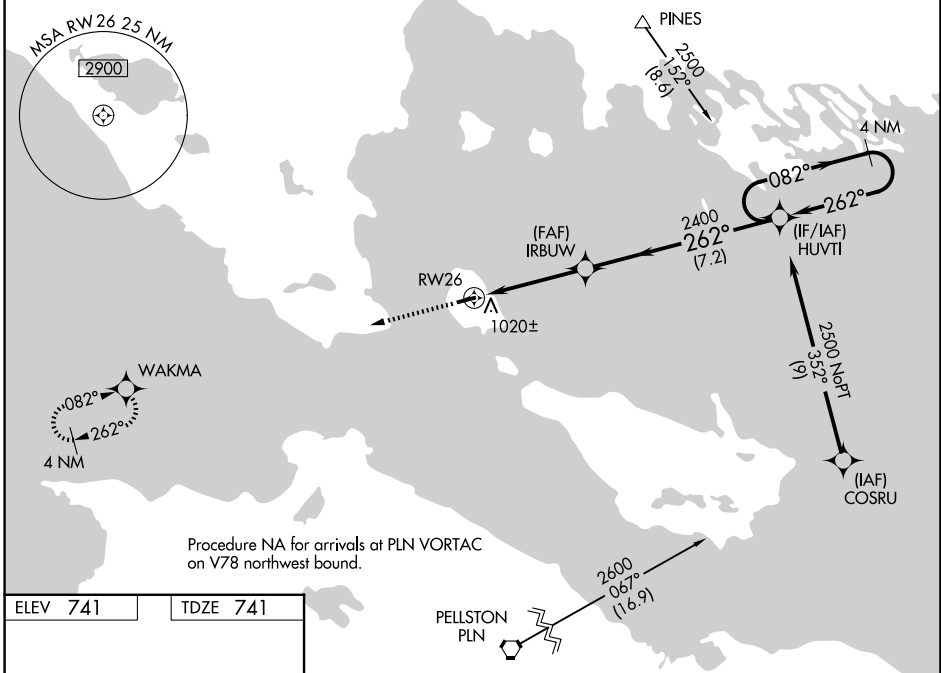 MSA RW26 25 NM
2900
PINES
2500
152°
(8.6)
4 NM
082°
262°
(IF/IAF)
HUVTI
2400
262°
(7.2)
(FAF)
IRBUW
RW26
1020±
2500 NoPT
352°
(9)
WAKMA
082°
262°
4 NM
(IAF)
COSRU
Procedure NA for arrivals at PLN VORTAC
on V78 northwest bound.
2600
067°
(16.9)
PELLSTON
PLN
ELEV 741
TDZE 741